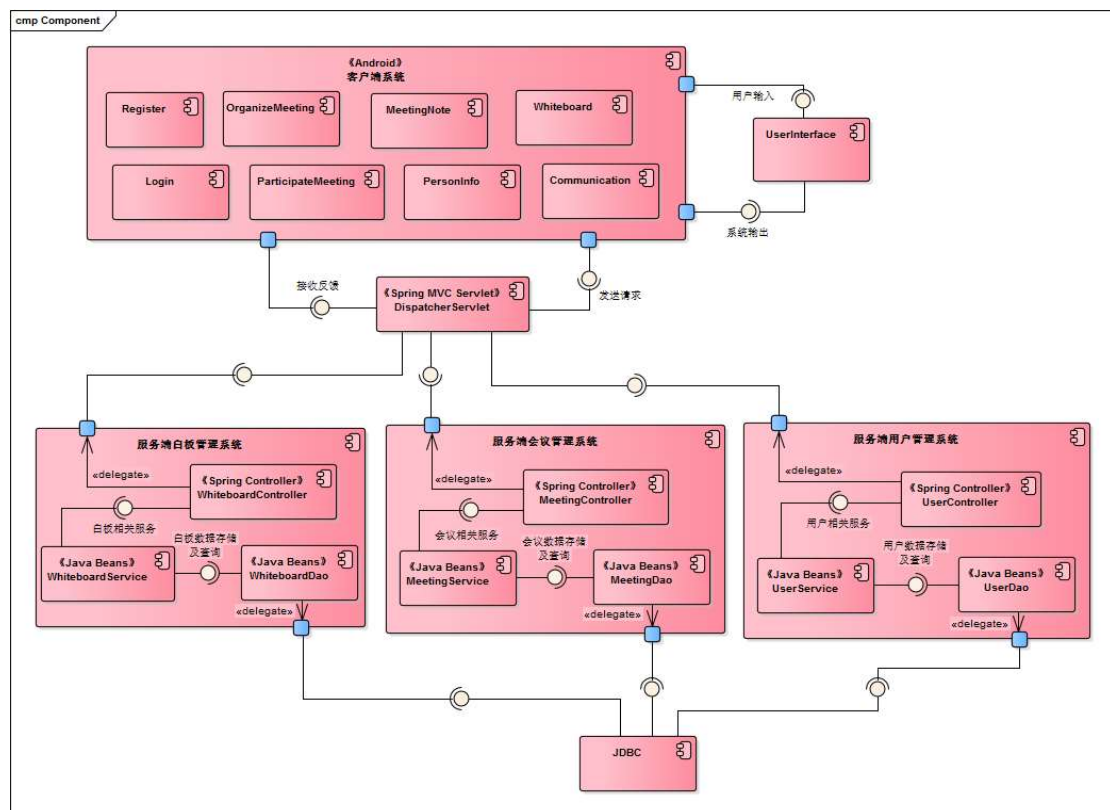 cmp Component
《Android》
客户端系统
Register
OrganizeMeeting
MeetingNote
Whiteboard
Login
ParticipateMeeting
PersonInfo
Communication
用户输入
UserInterface
系统输出
接收反馈
《Spring MVC Servlet》
DispatcherServlet
发送请求
服务端白板管理系统
«delegate»
《Spring Controller》
WhiteboardController
白板相关服务
《Java Beans》
WhiteboardService
白板数据存储
及查询
《Java Beans》
WhiteboardDao
«delegate»
服务端会议管理系统
«delegate»
《Spring Controller》
MeetingController
会议相关服务
《Java Beans》
MeetingService
会议数据存储
及查询
《Java Beans》
MeetingDao
«delegate»
服务端用户管理系统
«delegate»
《Spring Controller》
UserController
用户相关服务
《Java Beans》
UserService
用户数据存储
及查询
《Java Beans》
UserDao
«delegate»
JDBC